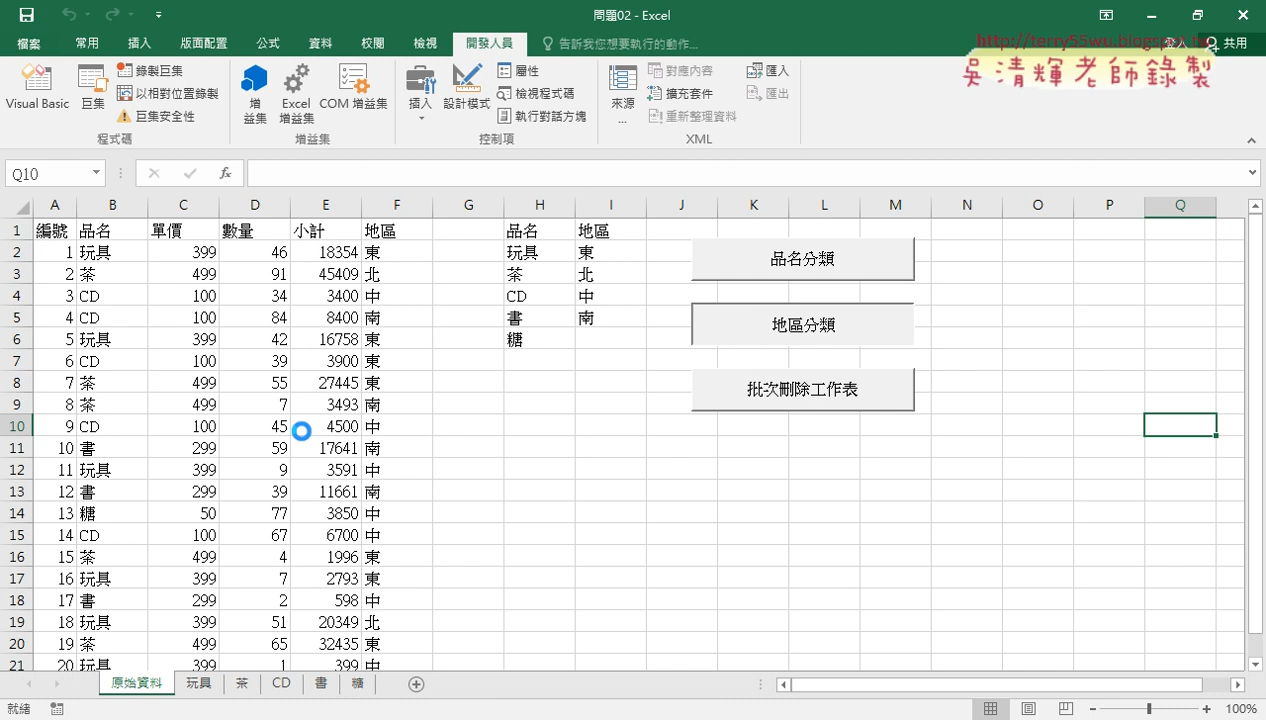 問題02 - Excel
檔案 常用 插入 版面配置 公式 資料 校閱 檢視 開發人員 告訴我您想要執行的動作... 登入 共用
http://terry55wu.blogspot.tw
吳清輝老師錄製
Visual Basic 巨集 錄製巨集 以相對位置錄製 巨集安全性 程式碼
增益集 Excel 增益集 COM 增益集 增益集
插入 設計模式 屬性 檢視程式碼 執行對話方塊 控制項
來源... 對應內容 擴充套件 重新整理資料 匯入 匯出 XML
Q10 fx
A B C D E F G H I J K L M N O P Q
1 編號 品名 單價 數量 小計 地區 品名 地區
2 1 玩具 399 46 18354 東 玩具 東
3 2 茶 499 91 45409 北 茶 北
4 3 CD 100 34 3400 中 CD 中
5 4 CD 100 84 8400 南 書 南
6 5 玩具 399 42 16758 東 糖
7 6 CD 100 39 3900 東
8 7 茶 499 55 27445 東
9 8 茶 499 7 3493 南
10 9 CD 100 45 4500 中
11 10 書 299 59 17641 南
12 11 玩具 399 9 3591 中
13 12 書 299 39 11661 南
14 13 糖 50 77 3850 中
15 14 CD 100 67 6700 中
16 15 茶 499 4 1996 東
17 16 玩具 399 7 2793 東
18 17 書 299 2 598 中
19 18 玩具 399 51 20349 北
20 19 茶 499 65 32435 東
21 20 玩具 399 1 399 中
品名分類
地區分類
批次刪除工作表
原始資料 玩具 茶 CD 書 糖
就緒 100%